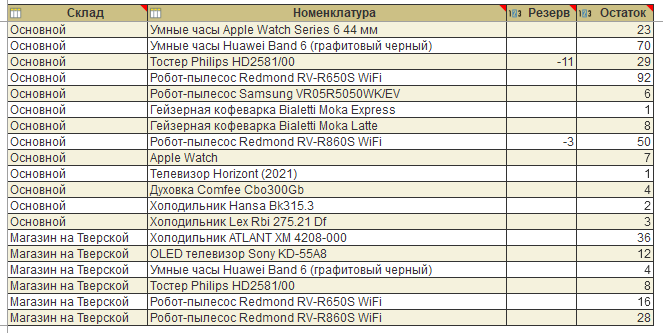 Склад Номенклатура Резерв Остаток
Основной Умные часы Apple Watch Series 6 44 мм 23
Основной Умные часы Huawei Band 6 (графитовый черный) 70
Основной Тостер Philips HD2581/00 -11 29
Основной Робот-пылесос Redmond RV-R650S WiFi 92
Основной Робот-пылесос Samsung VR05R5050WK/EV 6
Основной Гейзерная кофеварка Bialetti Moka Express 1
Основной Гейзерная кофеварка Bialetti Moka Latte 8
Основной Робот-пылесос Redmond RV-R860S WiFi -3 50
Основной Apple Watch 7
Основной Телевизор Horizont (2021) 1
Основной Духовка Comfee Cbo300Gb 4
Основной Холодильник Hansa Bk315.3 2
Основной Холодильник Lex Rbi 275.21 Df 3
Магазин на Тверской Холодильник ATLANT ХМ 4208-000 36
Магазин на Тверской OLED телевизор Sony KD-55A8 12
Магазин на Тверской Умные часы Huawei Band 6 (графитовый черный) 4
Магазин на Тверской Тостер Philips HD2581/00 8
Магазин на Тверской Робот-пылесос Redmond RV-R650S WiFi 16
Магазин на Тверской Робот-пылесос Redmond RV-R860S WiFi 28